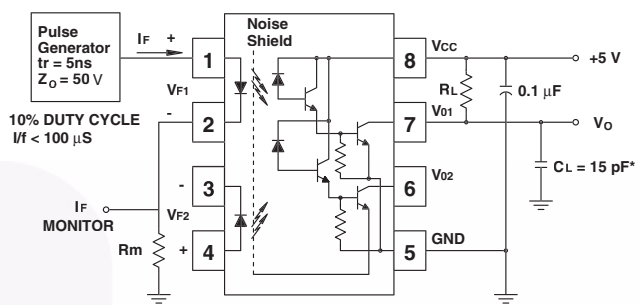 Pulse
Generator
tr = 5ns
ZO = 50 V
10% DUTY CYCLE
I/f < 100 μS
IF +
VF1
-
-
VF2
+
IF
MONITOR
Rm
Noise
Shield
1
2
3
4
8
7
6
5
VCC
V01
V02
GND
RL
0.1 μF
+5 V
VO
CL = 15 pF*